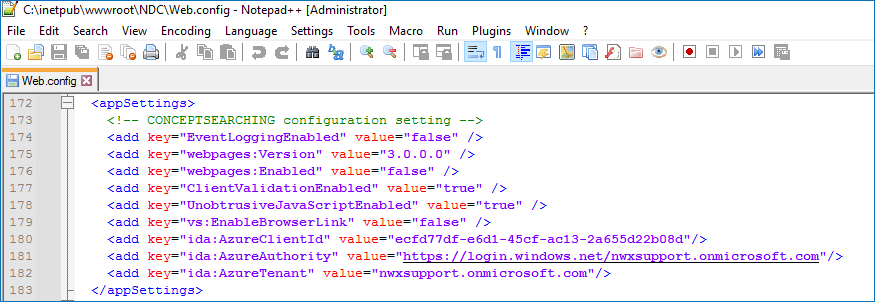 C:\inetpub\wwwroot\NDC\Web.config - Notepad++ [Administrator]
File Edit Search View Encoding Language Settings Tools Macro Run Plugins Window ?
Web.config
172 <appSettings>
173 <!-- CONCEPTSEARCHING configuration setting -->
174 <add key="EventLoggingEnabled" value="false" />
175 <add key="webpages:Version" value="3.0.0.0" />
176 <add key="webpages:Enabled" value="false" />
177 <add key="ClientValidationEnabled" value="true" />
178 <add key="UnobtrusiveJavaScriptEnabled" value="true" />
179 <add key="vs:EnableBrowserLink" value="false" />
180 <add key="ida:AzureClientId" value="ecfd77df-e6d1-45cf-ac13-2a655d22b08d"/>
181 <add key="ida:AzureAuthority" value="https://login.windows.net/nwxsupport.onmicrosoft.com"/>
182 <add key="ida:AzureTenant" value="nwxsupport.onmicrosoft.com"/>
183 </appSettings>